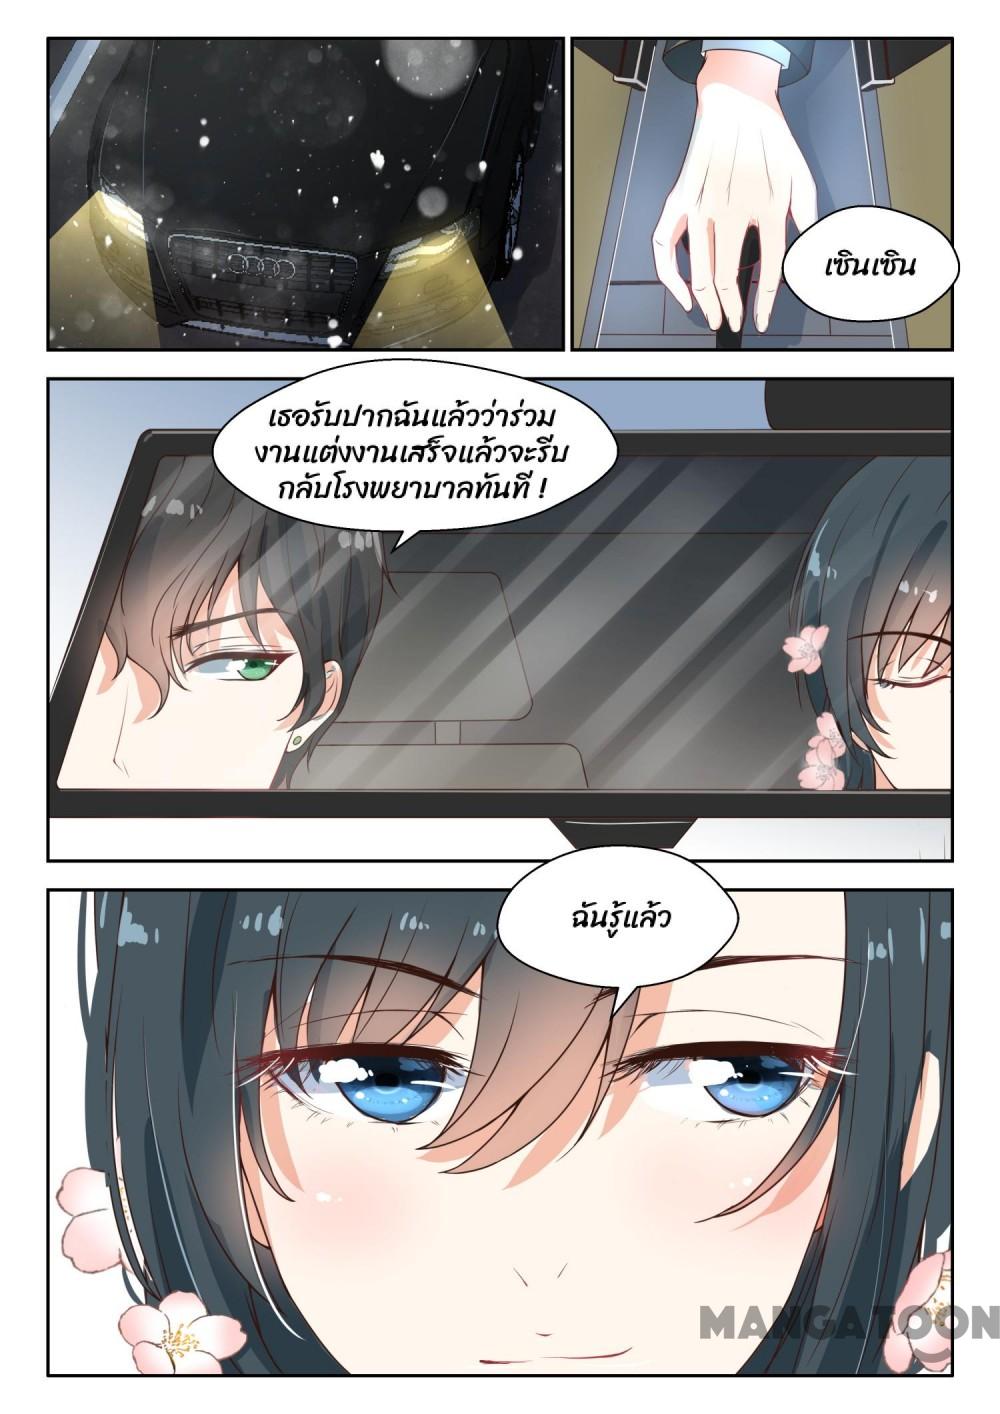 เซินเซิน
เธอรับปากฉันแล้วว่าร่วม
งานแต่งงานเสร็จแล้วจะรีบ
กลับโรงพยาบาลทันที !
ฉันรู้แล้ว
MANGATOON